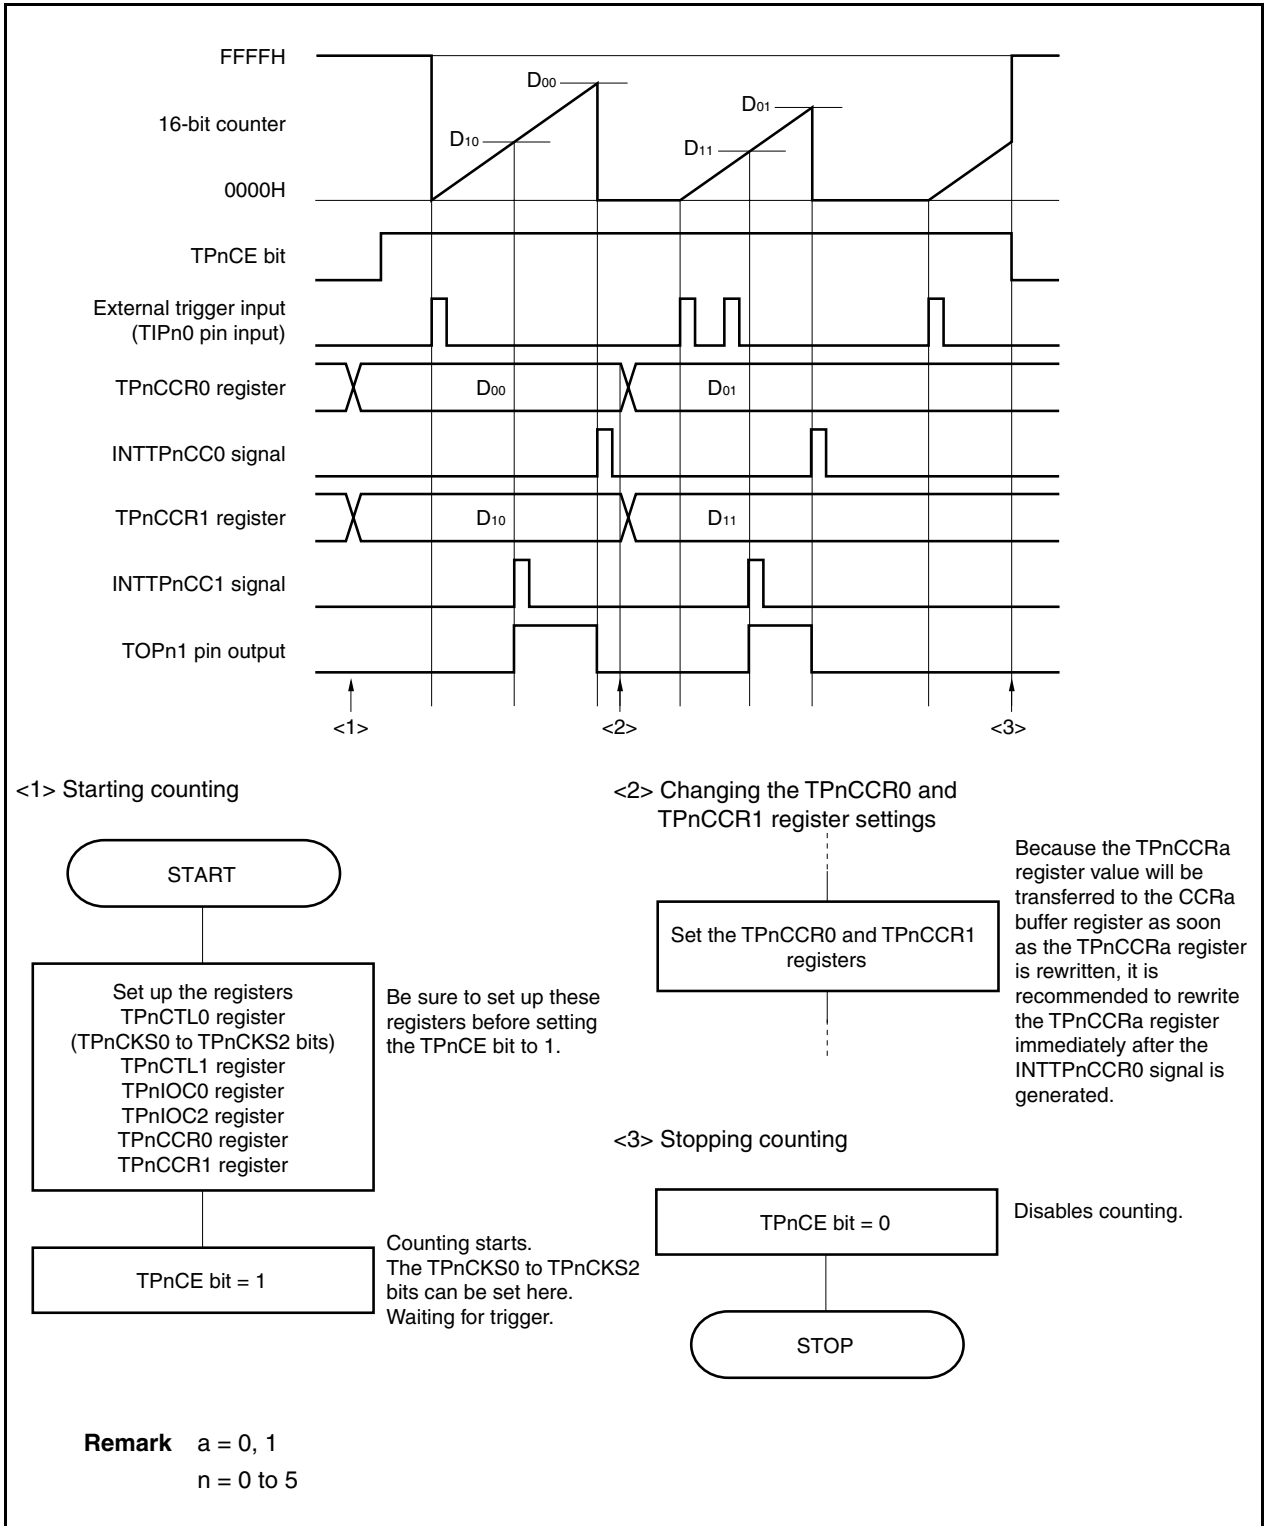 FFFFH
D00
D01
16-bit counter
D10
D11
0000H
TPnCE bit
External trigger input
(TIPn0 pin input)
TPnCCR0 register
D00
D01
INTTPnCC0 signal
TPnCCR1 register
D10
D11
INTTPnCC1 signal
TOPn1 pin output
<1>
<2>
<3>
<1> Starting counting
START
Set up the registers
TPnCTL0 register
(TPnCKS0 to TPnCKS2 bits)
TPnCTL1 register
TPnIOC0 register
TPnIOC2 register
TPnCCR0 register
TPnCCR1 register
Be sure to set up these
registers before setting
the TPnCE bit to 1.
TPnCE bit = 1
Counting starts.
The TPnCKS0 to TPnCKS2
bits can be set here.
Waiting for trigger.
<2> Changing the TPnCCR0 and
TPnCCR1 register settings
Set the TPnCCR0 and TPnCCR1
registers
Because the TPnCCRa
register value will be
transferred to the CCRa
buffer register as soon
as the TPnCCRa register
is rewritten, it is
recommended to rewrite
the TPnCCRa register
immediately after the
INTTPnCCR0 signal is
generated.
<3> Stopping counting
TPnCE bit = 0
Disables counting.
STOP
Remark a = 0, 1
n = 0 to 5